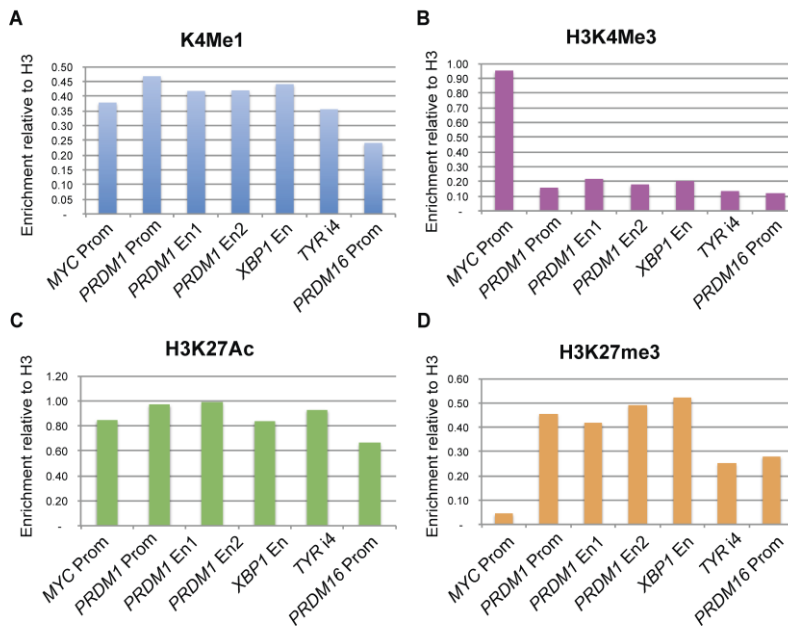 A
K4Me1
Enrichment relative to H3
0.50
0.45
0.40
0.35
0.30
0.25
0.20
0.15
0.10
0.05
-
MYC Prom
PRDM1 Prom
PRDM1 En1
PRDM1 En2
XBP1 En
TYR i4
PRDM16 Prom
B
H3K4Me3
Enrichment relative to H3
1.00
0.90
0.80
0.70
0.60
0.50
0.40
0.30
0.20
0.10
-
MYC Prom
PRDM1 Prom
PRDM1 En1
PRDM1 En2
XBP1 En
TYR i4
PRDM16 Prom
C
H3K27Ac
Enrichment relative to H3
1.20
1.00
0.80
0.60
0.40
0.20
-
MYC Prom
PRDM1 Prom
PRDM1 En1
PRDM1 En2
XBP1 En
TYR i4
PRDM16 Prom
D
H3K27me3
Enrichment relative to H3
0.60
0.50
0.40
0.30
0.20
0.10
-
MYC Prom
PRDM1 Prom
PRDM1 En1
PRDM1 En2
XBP1 En
TYR i4
PRDM16 Prom